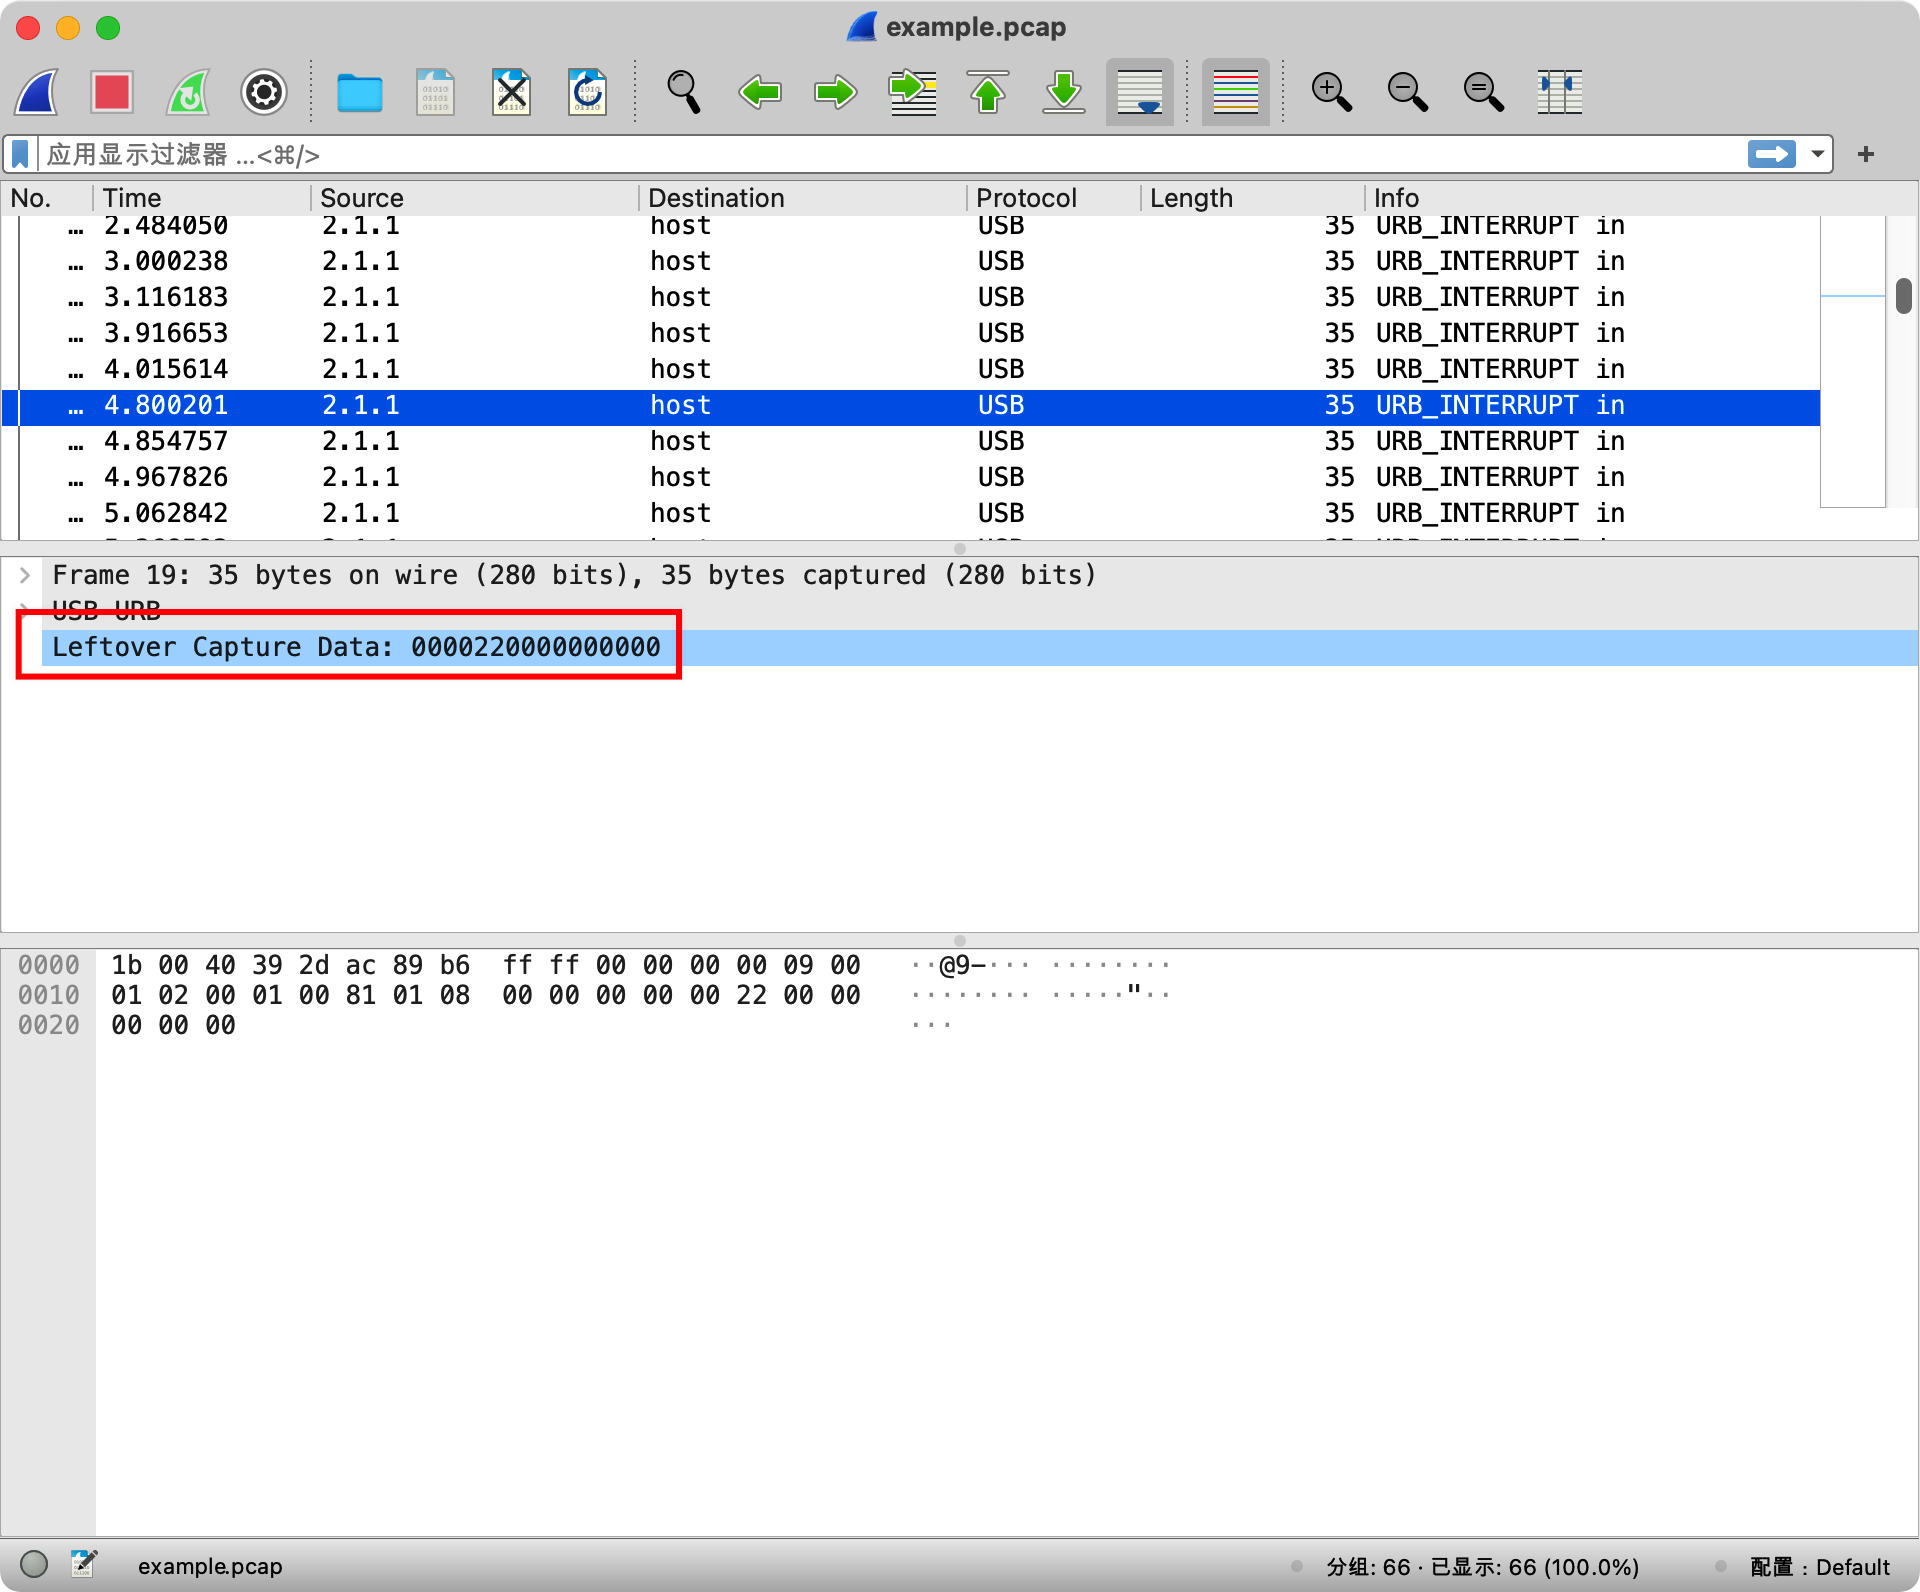 example.pcap
应用显示过滤器 ...<⌘/>
No. Time Source Destination Protocol Length Info
… 2.484050 2.1.1 host USB 35 URB_INTERRUPT in
… 3.000238 2.1.1 host USB 35 URB_INTERRUPT in
… 3.116183 2.1.1 host USB 35 URB_INTERRUPT in
… 3.916653 2.1.1 host USB 35 URB_INTERRUPT in
… 4.015614 2.1.1 host USB 35 URB_INTERRUPT in
… 4.800201 2.1.1 host USB 35 URB_INTERRUPT in
… 4.854757 2.1.1 host USB 35 URB_INTERRUPT in
… 4.967826 2.1.1 host USB 35 URB_INTERRUPT in
… 5.062842 2.1.1 host USB 35 URB_INTERRUPT in
Frame 19: 35 bytes on wire (280 bits), 35 bytes captured (280 bits)
USB URB
Leftover Capture Data: 0000220000000000
0000 1b 00 40 39 2d ac 89 b6 ff ff 00 00 00 00 09 00 ··@9-··· ········
0010 01 02 00 01 00 81 01 08 00 00 00 00 00 22 00 00 ········ ·····"··
0020 00 00 00 ···
example.pcap 分组: 66 · 已显示: 66 (100.0%) 配置：Default